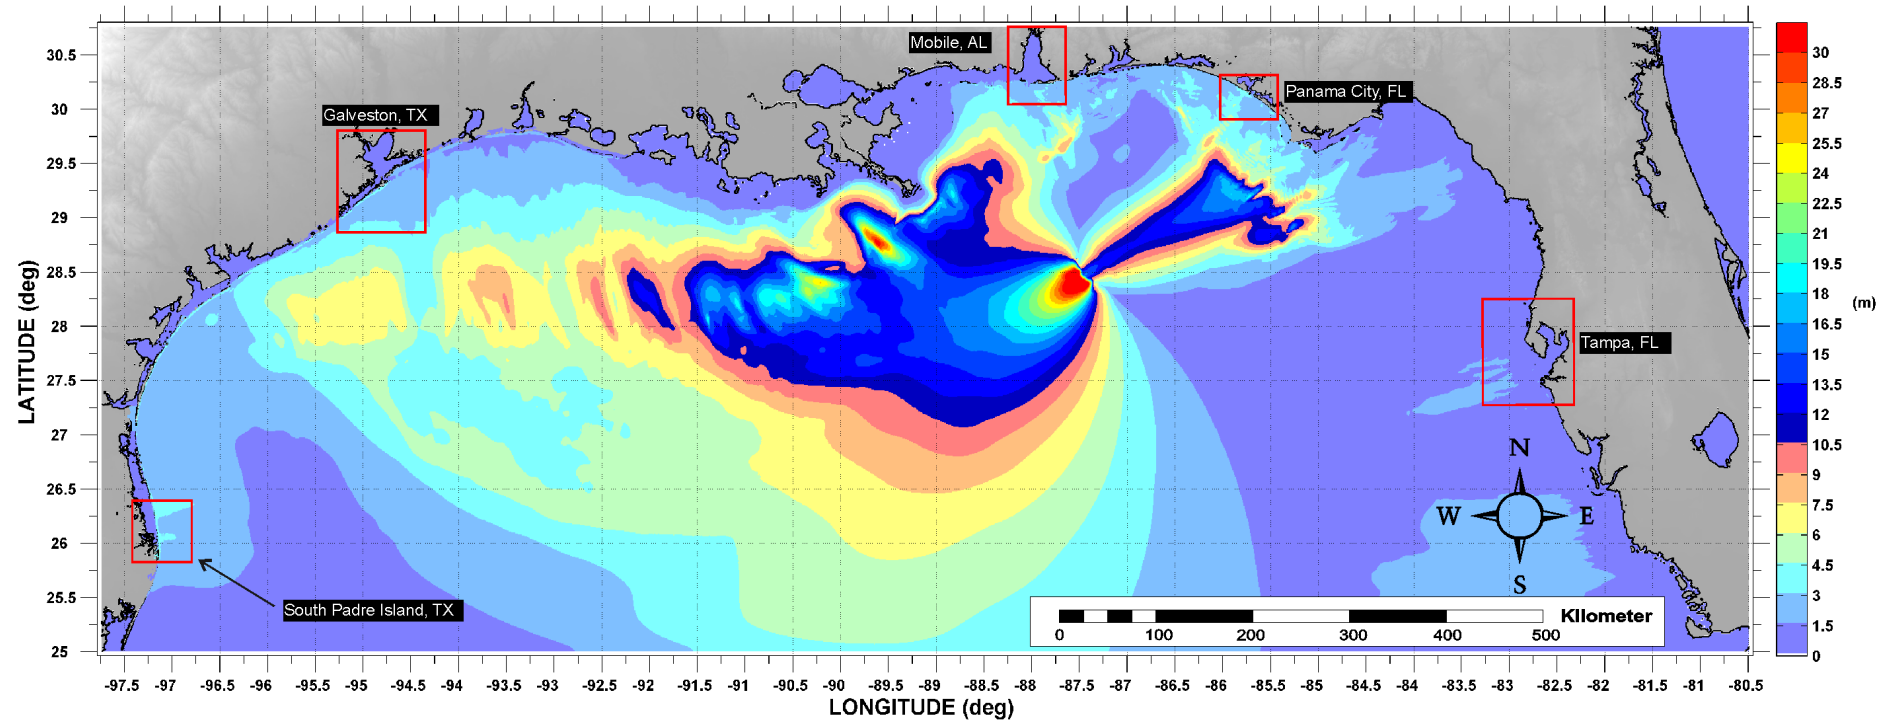 Mobile, AL
Panama City, FL
Galveston, TX
Tampa, FL
South Padre Island, TX
N
W E
S
Kilometer
0 100 200 300 400 500
LATITUDE (deg)
30.5
30
29.5
29
28.5
28
27.5
27
26.5
26
25.5
25
-97.5 -97 -96.5 -96 -95.5 -95 -94.5 -94 -93.5 -93 -92.5 -92 -91.5 -91 -90.5 -90 -89.5 -89 -88.5 -88 -87.5 -87 -86.5 -86 -85.5 -85 -84.5 -84 -83.5 -83 -82.5 -82 -81.5 -81 -80.5
LONGITUDE (deg)
30
28.5
27
25.5
24
22.5
21
19.5
18
16.5
15
13.5
12
10.5
9
7.5
6
4.5
3
1.5
0
(m)